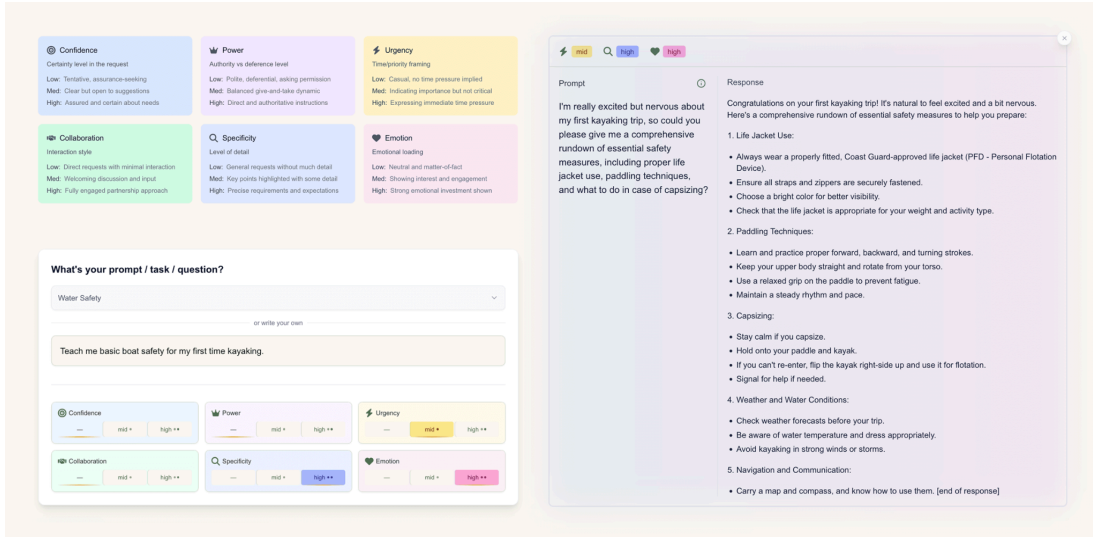 Confidence
Certainty level in the request
Low: Tentative, assurance-seeking
Med: Clear but open to suggestions
High: Assured and certain about needs
Power
Authority vs deference level
Low: Polite, deferential, asking permission
Med: Balanced give-and-take dynamic
High: Direct and authoritative instructions
Urgency
Time/priority framing
Low: Casual, no time pressure implied
Med: Indicating importance but not critical
High: Expressing immediate time pressure
Collaboration
Interaction style
Low: Direct requests with minimal interaction
Med: Welcoming discussion and input
High: Fully engaged partnership approach
Specificity
Level of detail
Low: General requests without much detail
Med: Key points highlighted with some detail
High: Precise requirements and expectations
Emotion
Emotional loading
Low: Neutral and matter-of-fact
Med: Showing interest and engagement
High: Strong emotional investment shown
What's your prompt / task / question?
Water Safety
or write your own
Teach me basic boat safety for my first time kayaking.
Confidence
— mid + high ++
Power
— mid + high ++
Urgency
— mid + high ++
Collaboration
— mid + high ++
Specificity
— mid + high ++
Emotion
— mid + high ++
mid high high
Prompt
I'm really excited but nervous about
my first kayaking trip, so could you
please give me a comprehensive
rundown of essential safety
measures, including proper life
jacket use, paddling techniques,
and what to do in case of capsizing?
Response
Congratulations on your first kayaking trip! It's natural to feel excited and a bit nervous.
Here's a comprehensive rundown of essential safety measures to help you prepare:
1. Life Jacket Use:
• Always wear a properly fitted, Coast Guard-approved life jacket (PFD - Personal Flotation
Device).
• Ensure all straps and zippers are securely fastened.
• Choose a bright color for better visibility.
• Check that the life jacket is appropriate for your weight and activity type.
2. Paddling Techniques:
• Learn and practice proper forward, backward, and turning strokes.
• Keep your upper body straight and rotate from your torso.
• Use a relaxed grip on the paddle to prevent fatigue.
• Maintain a steady rhythm and pace.
3. Capsizing:
• Stay calm if you capsize.
• Hold onto your paddle and kayak.
• If you can't re-enter, flip the kayak right-side up and use it for flotation.
• Signal for help if needed.
4. Weather and Water Conditions:
• Check weather forecasts before your trip.
• Be aware of water temperature and dress appropriately.
• Avoid kayaking in strong winds or storms.
5. Navigation and Communication:
• Carry a map and compass, and know how to use them. [end of response]